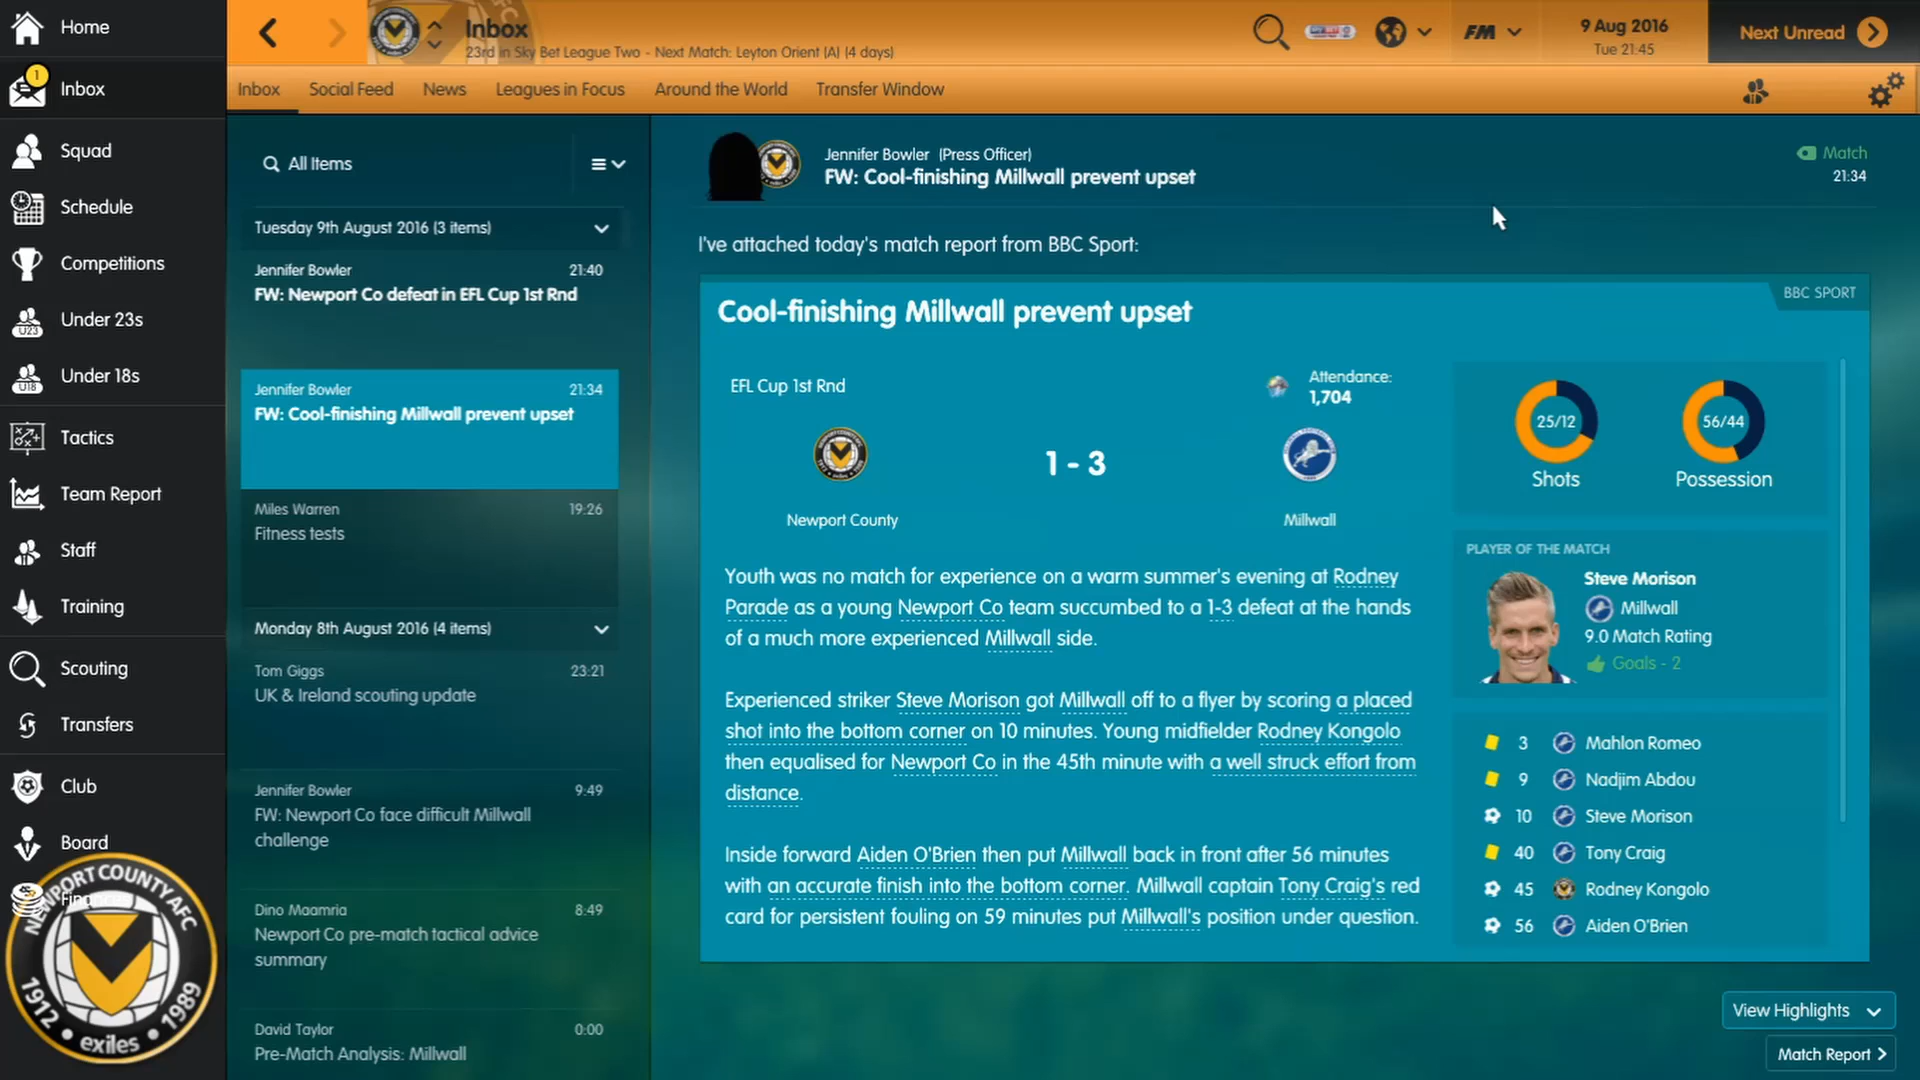 Home
Inbox
1
Squad
Schedule
Competitions
Under 23s
U23
Under 18s
U18
Tactics
Team Report
Staff
Training
Scouting
Transfers
Club
Board
NEWPORT COUNTY AFC
1912
exiles
1989
Inbox
23rd in Sky Bet League Two - Next Match: Leyton Orient (A) (4 days)
FM
9 Aug 2016
Tue 21:45
Next Unread
Inbox
Social Feed
News
Leagues in Focus
Around the World
Transfer Window
All Items
Tuesday 9th August 2016 (3 items)
Jennifer Bowler 21:40
FW: Newport Co defeat in EFL Cup 1st Rnd
Jennifer Bowler 21:34
FW: Cool-finishing Millwall prevent upset
Miles Warren 19:26
Fitness tests
Monday 8th August 2016 (4 items)
Tom Giggs 23:21
UK & Ireland scouting update
Jennifer Bowler 9:49
FW: Newport Co face difficult Millwall
challenge
Dino Maamria 8:49
Newport Co pre-match tactical advice
summary
David Taylor 0:00
Pre-Match Analysis: Millwall
Jennifer Bowler (Press Officer)
FW: Cool-finishing Millwall prevent upset
Match
21:34
I've attached today's match report from BBC Sport:
BBC SPORT
Cool-finishing Millwall prevent upset
EFL Cup 1st Rnd
Attendance:
1,704
1 - 3
Newport County
Millwall
Youth was no match for experience on a warm summer's evening at Rodney
Parade as a young Newport Co team succumbed to a 1-3 defeat at the hands
of a much more experienced Millwall side.
Experienced striker Steve Morison got Millwall off to a flyer by scoring a placed
shot into the bottom corner on 10 minutes. Young midfielder Rodney Kongolo
then equalised for Newport Co in the 45th minute with a well struck effort from
distance.
Inside forward Aiden O'Brien then put Millwall back in front after 56 minutes
with an accurate finish into the bottom corner. Millwall captain Tony Craig's red
card for persistent fouling on 59 minutes put Millwall's position under question.
25/12
Shots
56/44
Possession
PLAYER OF THE MATCH
Steve Morison
Millwall
9.0 Match Rating
Goals - 2
3 Mahlon Romeo
9 Nadjim Abdou
10 Steve Morison
40 Tony Craig
45 Rodney Kongolo
56 Aiden O'Brien
View Highlights
Match Report